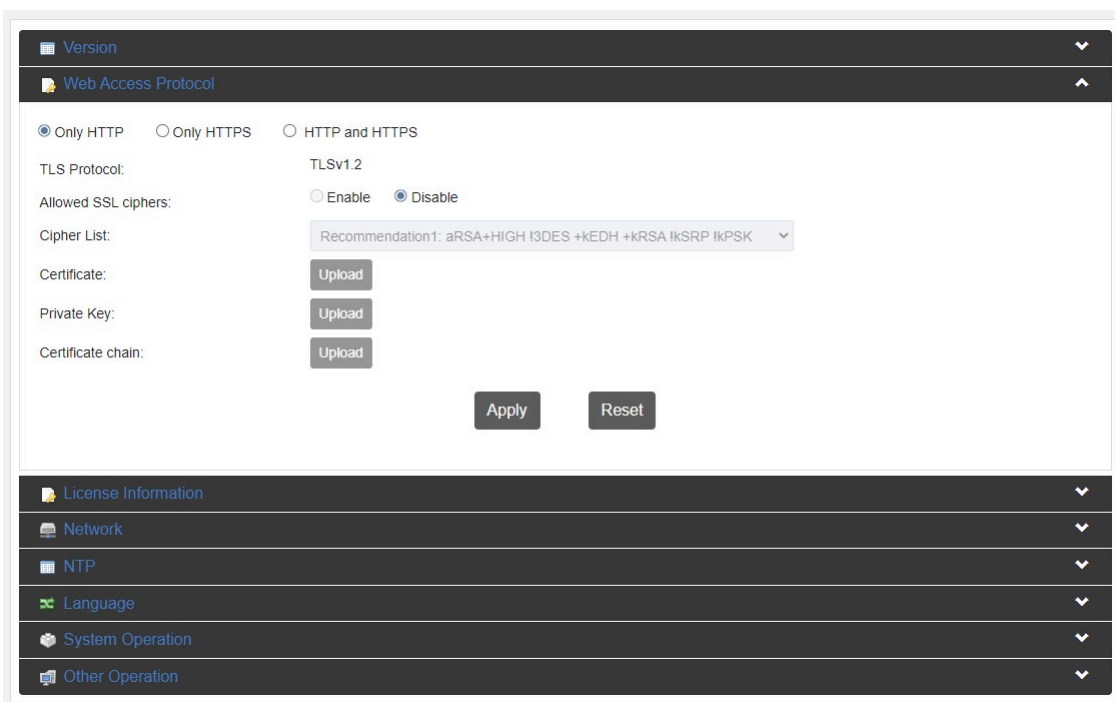 Version
Web Access Protocol
Only HTTP Only HTTPS HTTP and HTTPS
TLS Protocol: TLSv1.2
Allowed SSL ciphers: Enable Disable
Cipher List: Recommendation1: aRSA+HIGH !3DES +kEDH +kRSA !kSRP !kPSK
Certificate: Upload
Private Key: Upload
Certificate chain: Upload
Apply Reset
License Information
Network
NTP
Language
System Operation
Other Operation